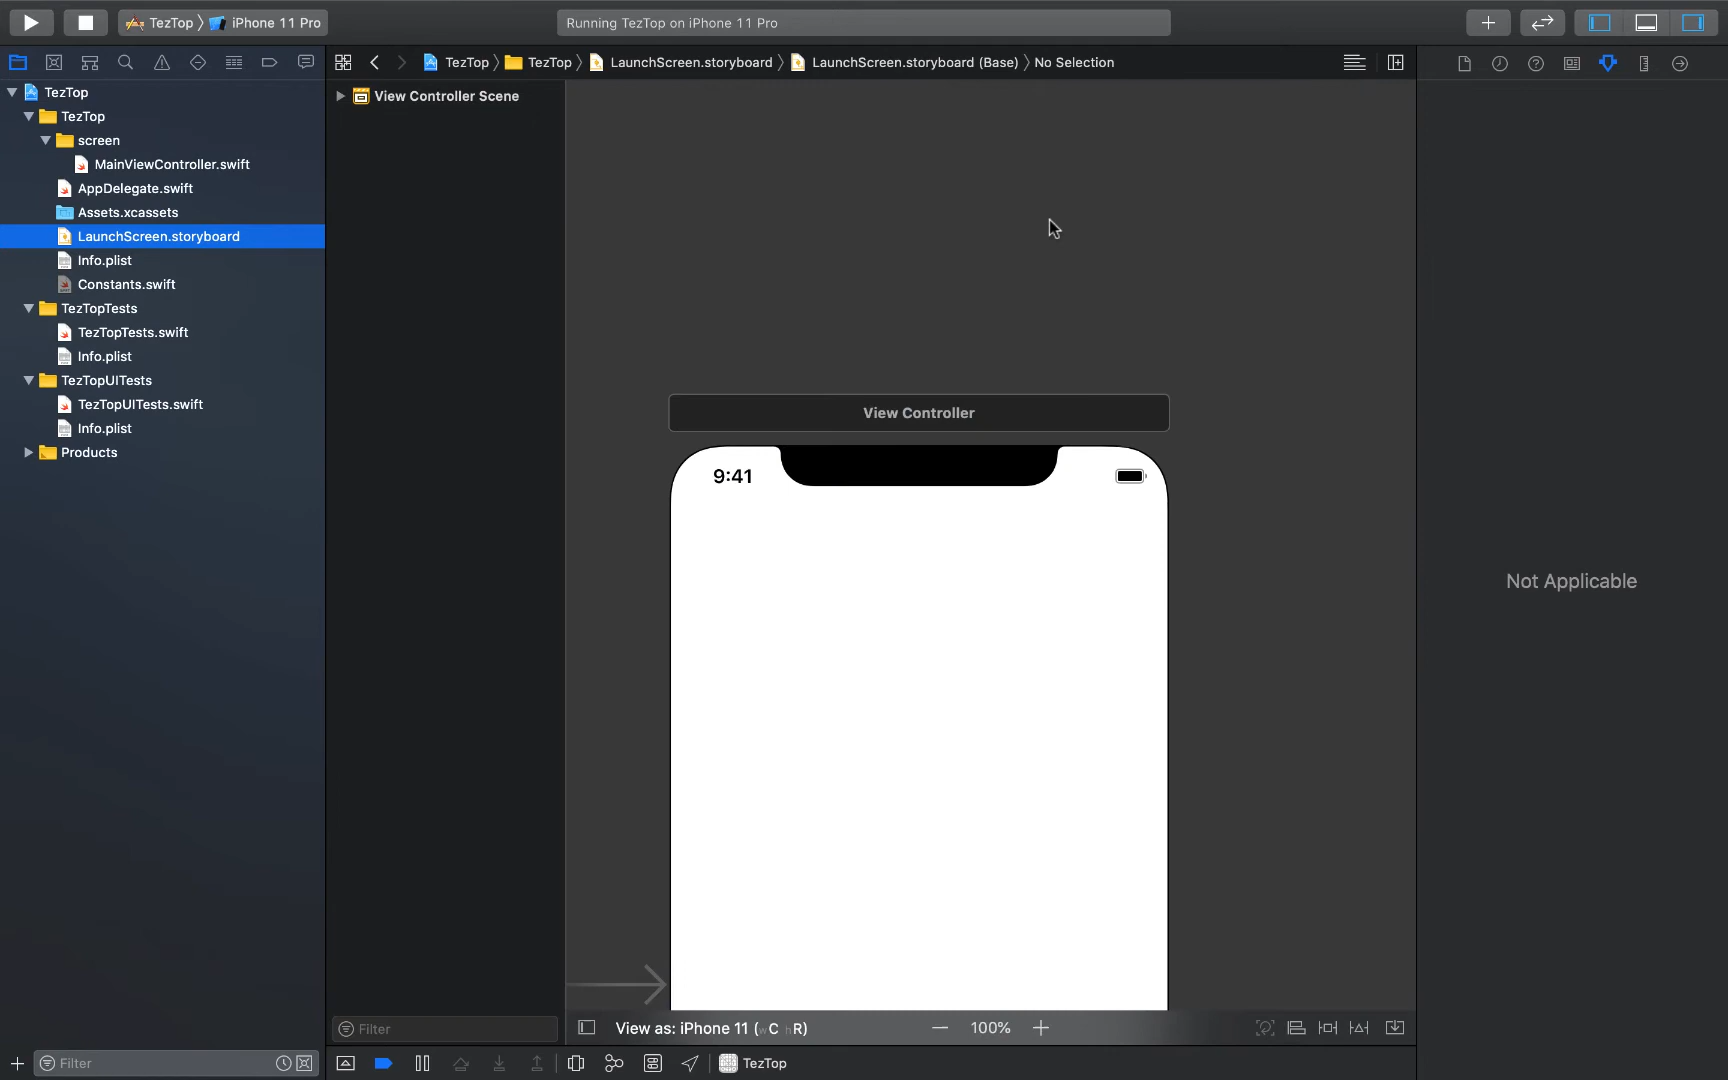 TezTop 〉 iPhone 11 Pro
Running TezTop on iPhone 11 Pro
TezTop 〉 TezTop 〉 LaunchScreen.storyboard 〉 LaunchScreen.storyboard (Base) 〉 No Selection
TezTop
TezTop
screen
MainViewController.swift
AppDelegate.swift
Assets.xcassets
LaunchScreen.storyboard
Info.plist
Constants.swift
TezTopTests
TezTopTests.swift
Info.plist
TezTopUITests
TezTopUITests.swift
Info.plist
Products
Filter
View Controller Scene
Filter
View Controller
9:41
View as: iPhone 11 (wC hR)
100%
TezTop
Not Applicable